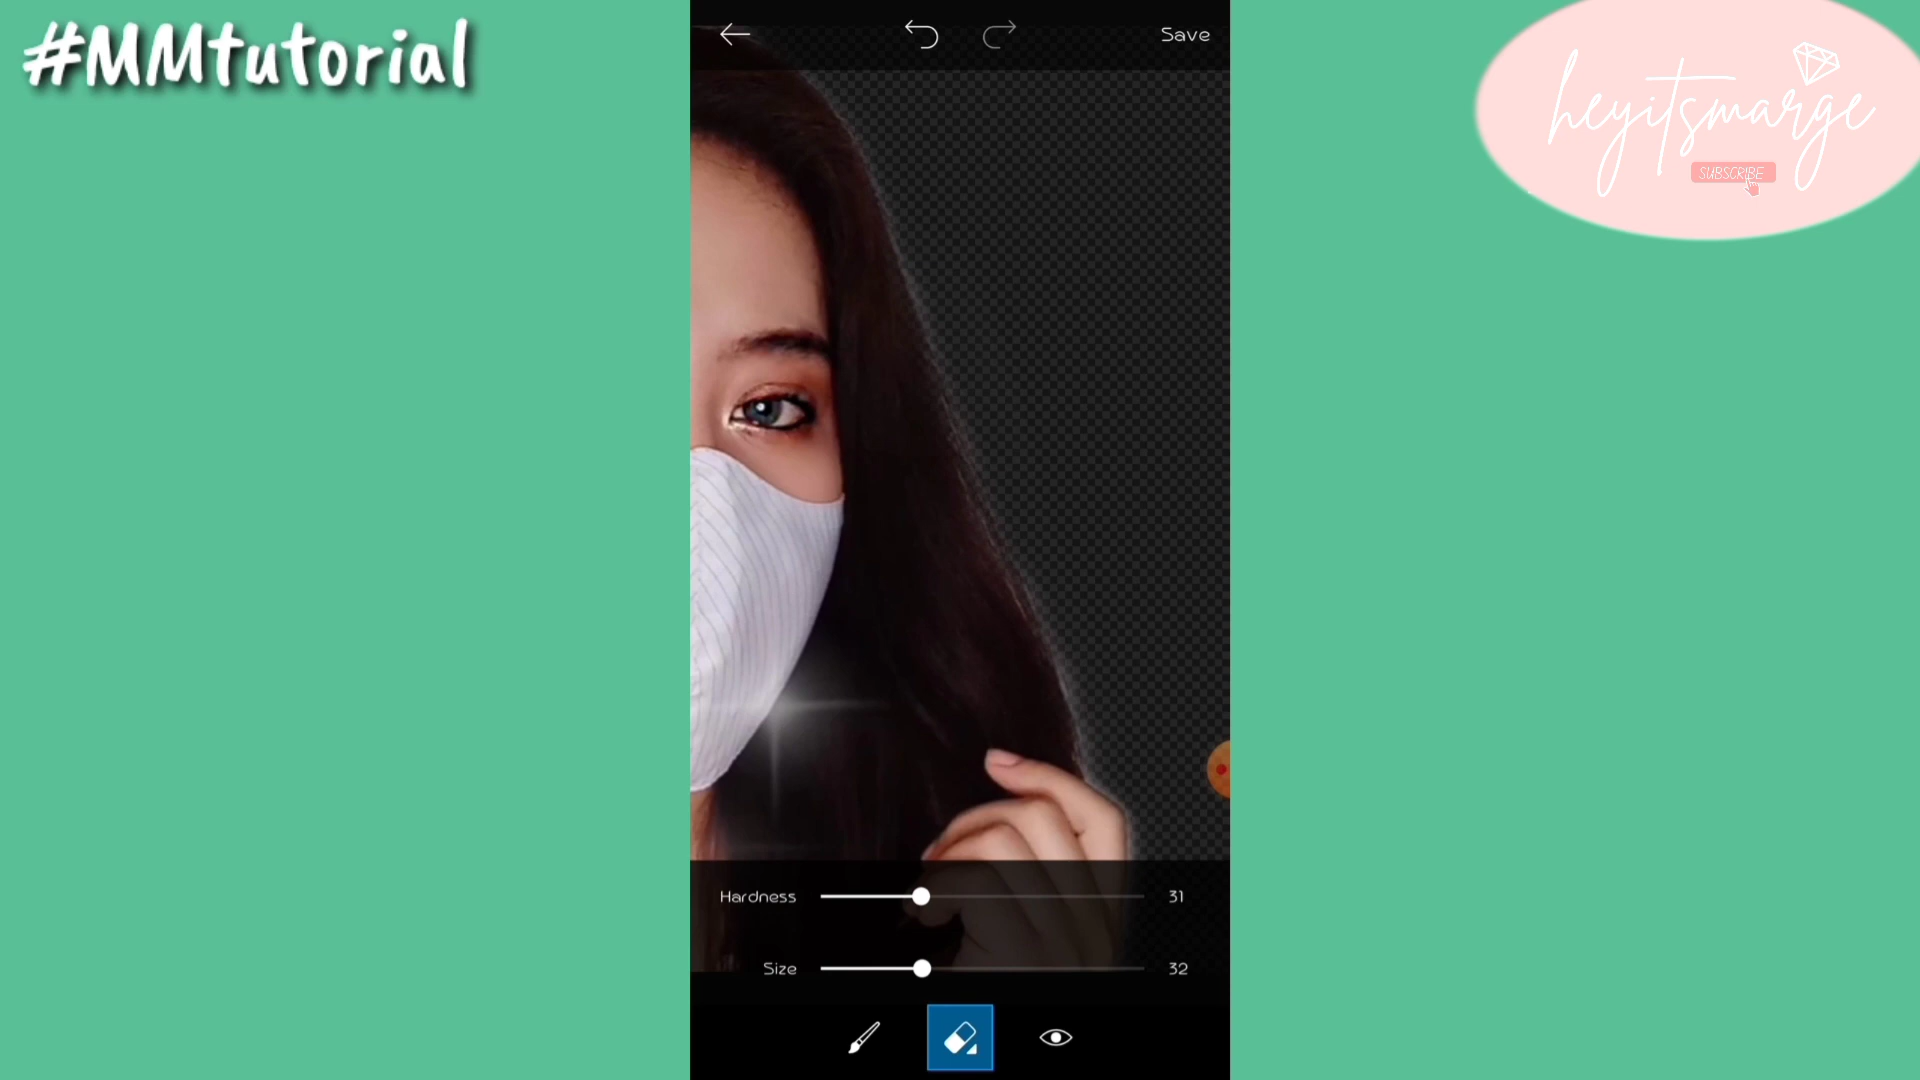 #MMtutorial
Save
heyitsmarge
SUBSCRIBE
Hardness 31
Size 32